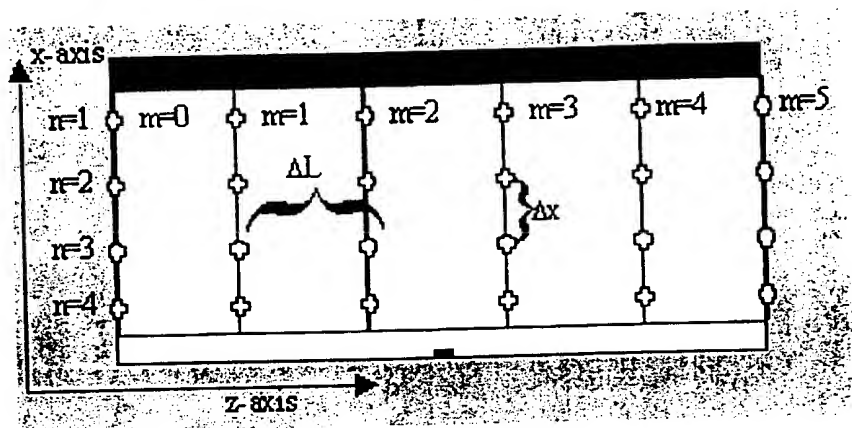 x-axis
n=1 m=0 m=1 m=2 m=3 m=4 m=5
n=2 ΔL Δx
n=3
n=4
z-axis